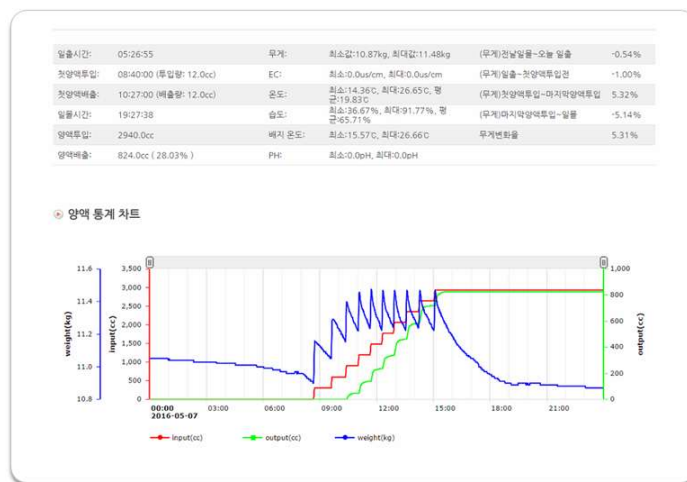 일출시간: 05:26:55 무게: 최소값:10.87kg, 최대값:11.48kg (무게)전날일몰~오늘 일출 -0.54%
첫양액투입: 08:40:00 (투입량: 12.0cc) EC: 최소:0.0us/cm, 최대:0.0us/cm (무게)일출~첫양액투입전 -1.00%
첫양액배출: 10:27:00 (배출량: 12.0cc) 온도: 최소:14.36℃, 최대:26.65℃, 평균:19.83℃ (무게)첫양액투입~마지막양액투입 5.32%
일몰시간: 19:27:38 습도: 최소:36.67%, 최대:91.77%, 평균:65.71% (무게)마지막양액투입~일몰 -5.14%
양액투입: 2940.0cc 배지 온도: 최소:15.57℃, 최대:26.66℃ 무게변화율 5.31%
양액배출: 824.0cc ( 28.03% ) PH: 최소:0.0pH, 최대:0.0pH
양액 통계 차트
11.6 3,500 1,000
3,000
11.4 2,500 800
11.2 2,000 600
1,500
11.0 1,000 400
500 200
10.8 0 0
weight(kg) input(cc) output(cc)
00:00 03:00 06:00 09:00 12:00 15:00 18:00 21:00
2016-05-07
input(cc) output(cc) weight(kg)